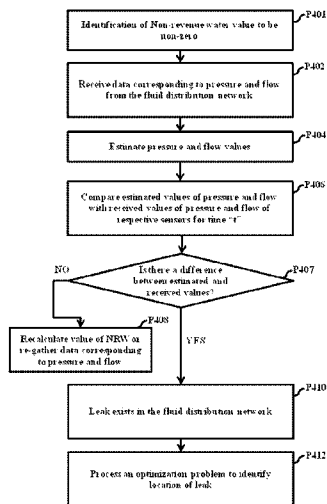 P401
Identification of Non-revenue water value to be
non-zero
P402
Receive data corresponding to pressure and flow
from the fluid distribution network
P404
Estimate pressure and flow values
P406
Compare estimated values of pressure and flow
with received values of pressure and flow of
respective sensors for time "t"
NO
Is there a difference
between estimated and
received values?
P407
P408
Recalculate value of NRW or
re-gather data corresponding
to pressure and flow
YES
P410
Leak exists in the fluid distribution network
P412
Process an optimization problem to identify
location of leak